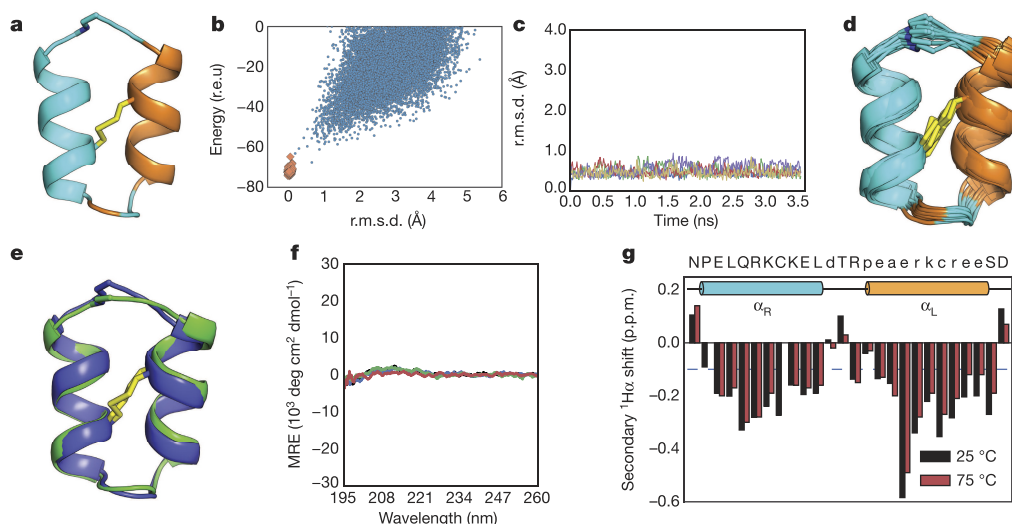 a
b
0
−20
−40
−60
−80
Energy (r.e.u)
0 1 2 3 4 5 6
r.m.s.d. (Å)
c
4.0
3.0
2.0
1.0
0.0
r.m.s.d. (Å)
0.0 0.5 1.0 1.5 2.0 2.5 3.0 3.5
Time (ns)
d
e
f
30
20
10
0
−10
−20
−30
MRE (10³ deg cm² dmol⁻¹)
195 208 221 234 247 260
Wavelength (nm)
g
NPELQRKCKELdTRpeaerkcreeSD
0.2
0.0
−0.2
−0.4
−0.6
Secondary ¹Hα shift (p.p.m.)
αR
αL
25 °C
75 °C